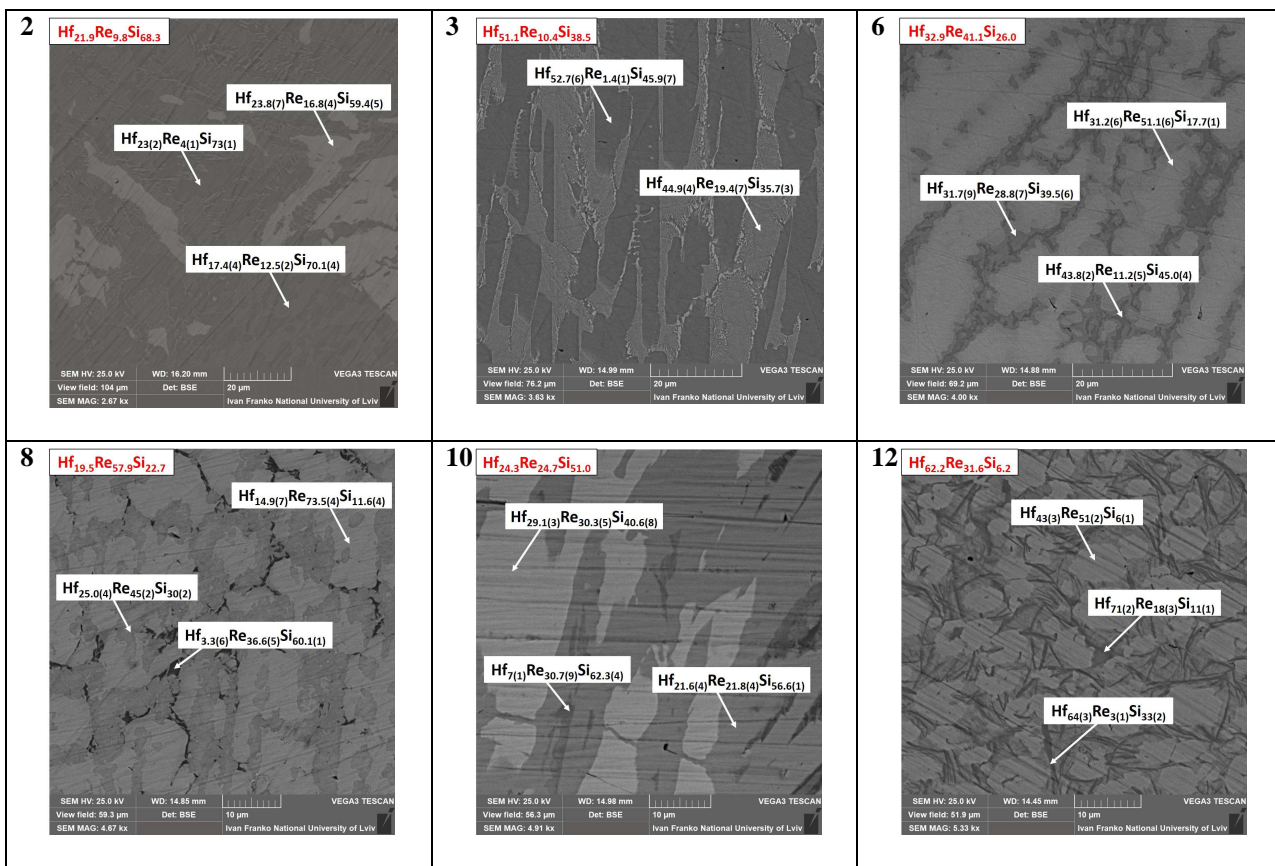 2
Hf21.9Re9.8Si68.3
Hf23.8(7)Re16.8(4)Si59.4(5)
Hf23(2)Re4(1)Si73(1)
Hf17.4(4)Re12.5(2)Si70.1(4)
SEM HV: 25.0 kV WD: 16.20 mm VEGA3 TESCAN
View field: 104 µm Det: BSE 20 µm
SEM MAG: 2.67 kx Ivan Franko National University of Lviv
3
Hf51.1Re10.4Si38.5
Hf52.7(6)Re1.4(1)Si45.9(7)
Hf44.9(4)Re19.4(7)Si35.7(3)
SEM HV: 25.0 kV WD: 14.99 mm VEGA3 TESCAN
View field: 76.2 µm Det: BSE 20 µm
SEM MAG: 3.63 kx Ivan Franko National University of Lviv
6
Hf32.9Re41.1Si26.0
Hf31.2(6)Re51.1(6)Si17.7(1)
Hf31.7(9)Re28.8(7)Si39.5(6)
Hf43.8(2)Re11.2(5)Si45.0(4)
SEM HV: 25.0 kV WD: 14.88 mm VEGA3 TESCAN
View field: 69.2 µm Det: BSE 20 µm
SEM MAG: 4.00 kx Ivan Franko National University of Lviv
8
Hf19.5Re57.9Si22.7
Hf14.9(7)Re73.5(4)Si11.6(4)
Hf25.0(4)Re45(2)Si30(2)
Hf3.3(6)Re36.6(5)Si60.1(1)
SEM HV: 25.0 kV WD: 14.85 mm VEGA3 TESCAN
View field: 59.3 µm Det: BSE 10 µm
SEM MAG: 4.67 kx Ivan Franko National University of Lviv
10
Hf24.3Re24.7Si51.0
Hf29.1(3)Re30.3(5)Si40.6(8)
Hf7(1)Re30.7(9)Si62.3(4)
Hf21.6(4)Re21.8(4)Si56.6(1)
SEM HV: 25.0 kV WD: 14.98 mm VEGA3 TESCAN
View field: 56.3 µm Det: BSE 10 µm
SEM MAG: 4.91 kx Ivan Franko National University of Lviv
12
Hf62.2Re31.6Si6.2
Hf43(3)Re51(2)Si6(1)
Hf71(2)Re18(3)Si11(1)
Hf64(3)Re3(1)Si33(2)
SEM HV: 25.0 kV WD: 14.45 mm VEGA3 TESCAN
View field: 51.9 µm Det: BSE 10 µm
SEM MAG: 5.33 kx Ivan Franko National University of Lviv